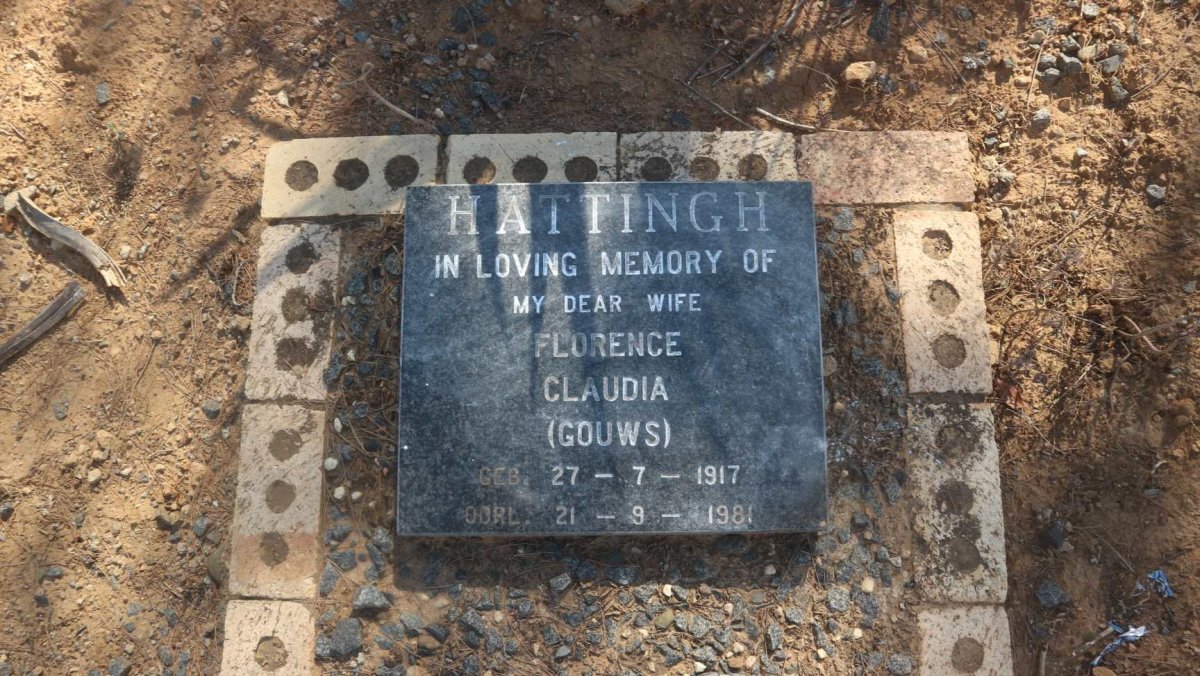 HATTINGH
IN LOVING MEMORY OF
MY DEAR WIFE
FLORENCE
CLAUDIA
(GOUWS)
GEB. 27 – 7 – 1917
OORL. 21 – 9 – 1981